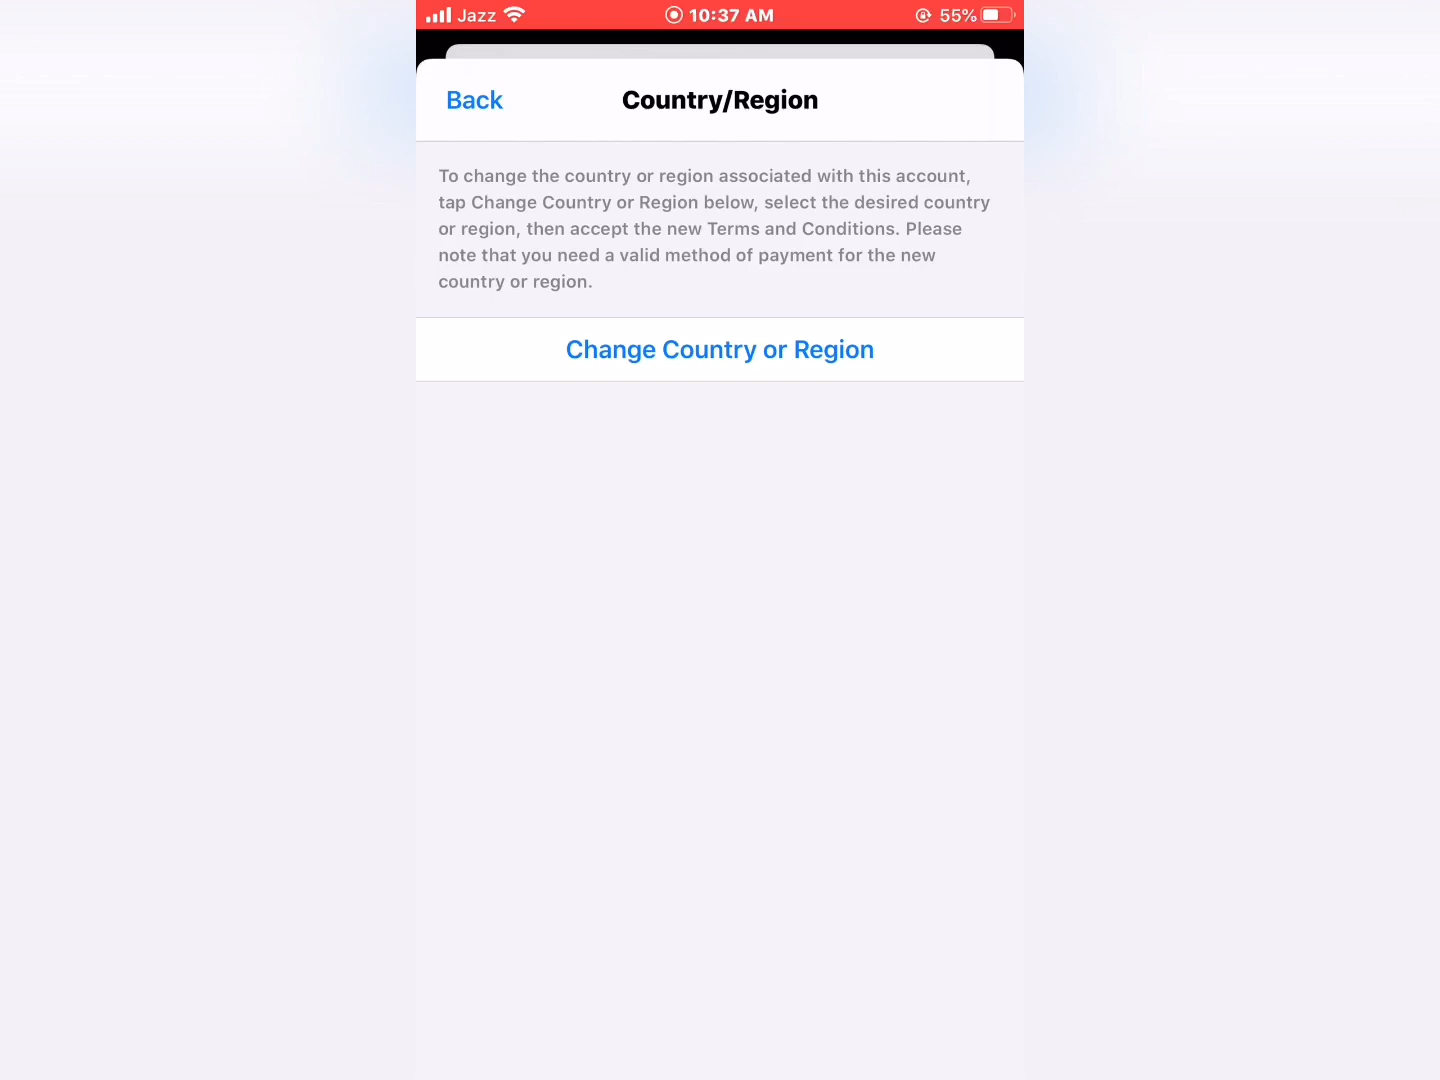 Jazz 10:37 AM 55%
Back Country/Region
To change the country or region associated with this account,
tap Change Country or Region below, select the desired country
or region, then accept the new Terms and Conditions. Please
note that you need a valid method of payment for the new
country or region.
Change Country or Region